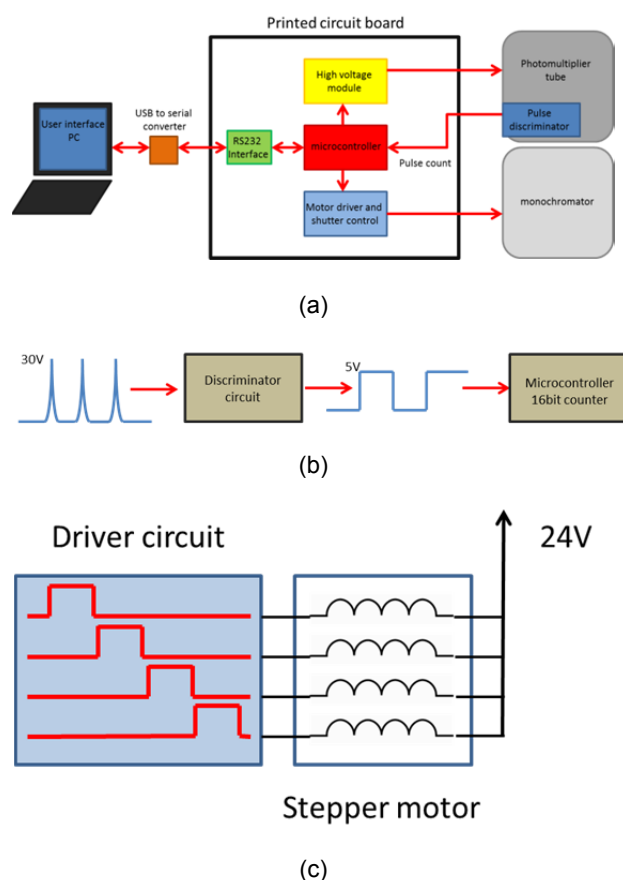 Printed circuit board
High voltage
module
Photomultiplier
tube
USB to serial
converter
User interface
PC
Pulse
discriminator
RS232
Interface
microcontroller
Pulse count
Motor driver and
shutter control
monochromator
(a)
30V
Discriminator
circuit
5V
Microcontroller
16bit counter
(b)
Driver circuit
24V
Stepper motor
(c)